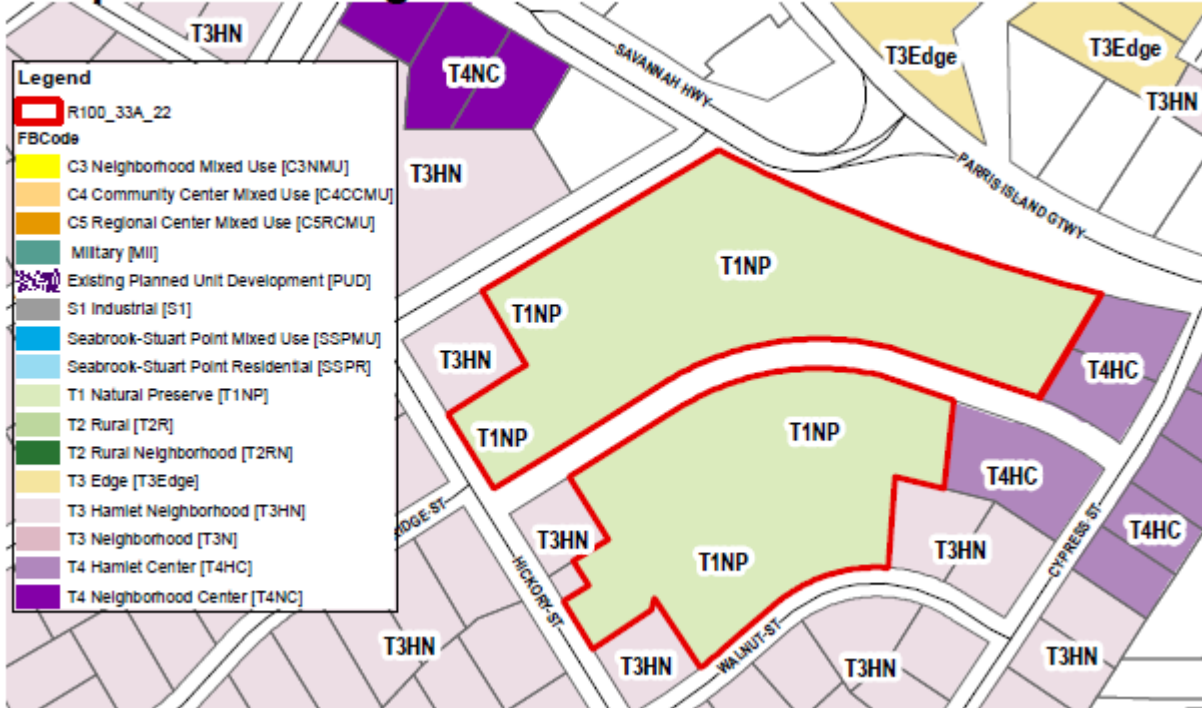 T3HN
T4NC
SAVANNAH HWY
T3Edge
T3Edge
T3HN
Legend
R100_33A_22
FBCode
C3 Neighborhood Mixed Use [C3NMU]
C4 Community Center Mixed Use [C4CCMU]
C5 Regional Center Mixed Use [C5RCMU]
Military [MIl]
Existing Planned Unit Development [PUD]
S1 Industrial [S1]
Seabrook-Stuart Point Mixed Use [SSPMU]
Seabrook-Stuart Point Residential [SSPR]
T1 Natural Preserve [T1NP]
T2 Rural [T2R]
T2 Rural Neighborhood [T2RN]
T3 Edge [T3Edge]
T3 Hamlet Neighborhood [T3HN]
T3 Neighborhood [T3N]
T4 Hamlet Center [T4HC]
T4 Neighborhood Center [T4NC]
T3HN
PARRIS ISLAND GTWY
T1NP
T1NP
T3HN
T4HC
T1NP
T1NP
T4HC
T3HN
T1NP
T3HN
T4HC
CYPRESS ST
HICKORY ST
T3HN
T3HN
WALNUT ST
T3HN
T3HN